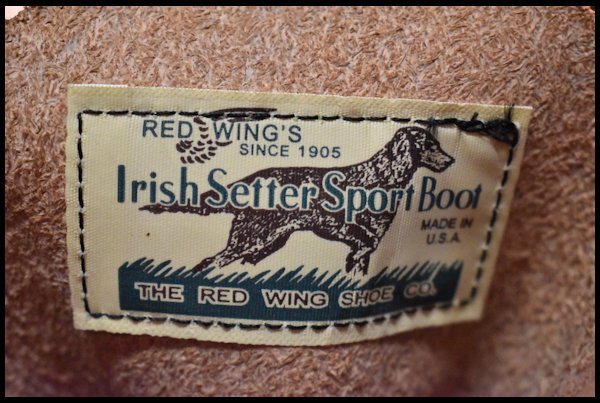 RED WING'S
SINCE 1905
Irish Setter Sport Boot
MADE IN
U.S.A.
THE RED WING SHOE CO.